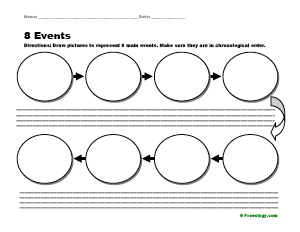 Name: Date:
8 Events
Directions: Draw pictures to represent 8 main events. Make sure they are in chronological order.
© Freeology.com